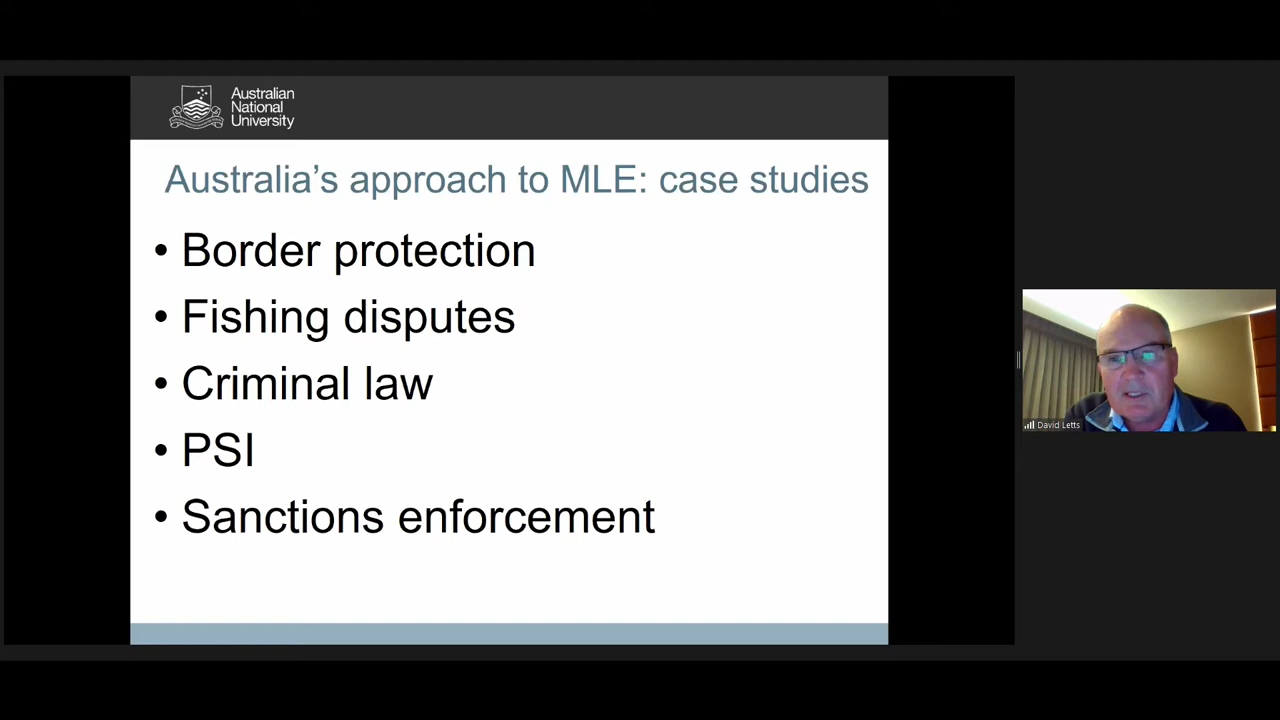 Australian
National
University
Australia's approach to MLE: case studies
• Border protection
• Fishing disputes
• Criminal law
• PSI
• Sanctions enforcement
David Letts